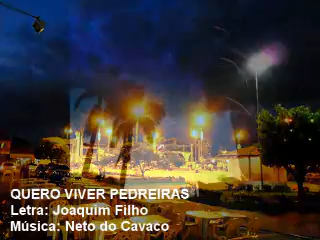 QUERO VIVER PEDREIRAS
Letra: Joaquim Filho
Música: Neto do Cavaco